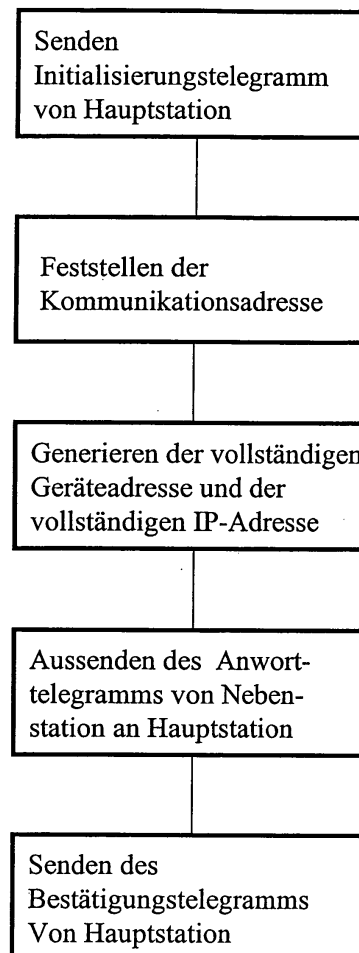 Senden
Initialisierungstelegramm
von Hauptstation
Feststellen der
Kommunikationsadresse
Generieren der vollständigen
Geräteadresse und der
vollständigen IP-Adresse
Aussenden des Anwort-
telegramms von Neben-
station an Hauptstation
Senden des
Bestätigungstelegramms
Von Hauptstation